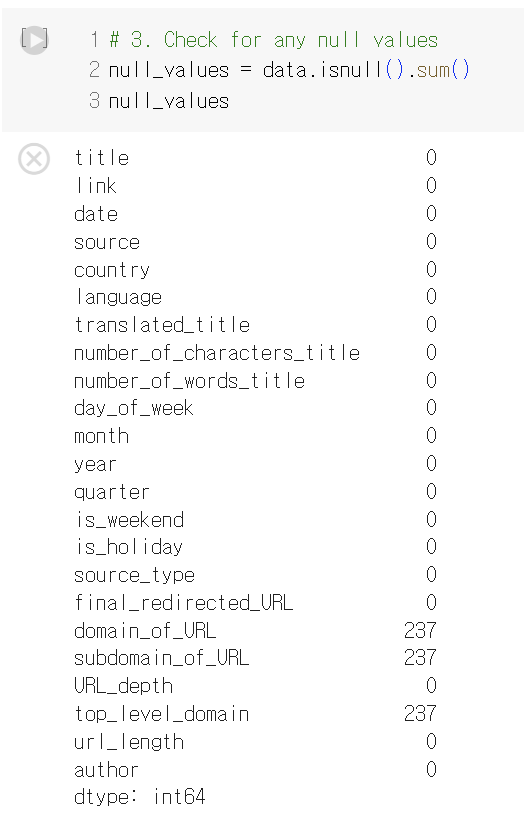 [ ]
1 # 3. Check for any null values
2 null_values = data.isnull().sum()
3 null_values
title 0
link 0
date 0
source 0
country 0
language 0
translated_title 0
number_of_characters_title 0
number_of_words_title 0
day_of_week 0
month 0
year 0
quarter 0
is_weekend 0
is_holiday 0
source_type 0
final_redirected_URL 0
domain_of_URL 237
subdomain_of_URL 237
URL_depth 0
top_level_domain 237
url_length 0
author 0
dtype: int64